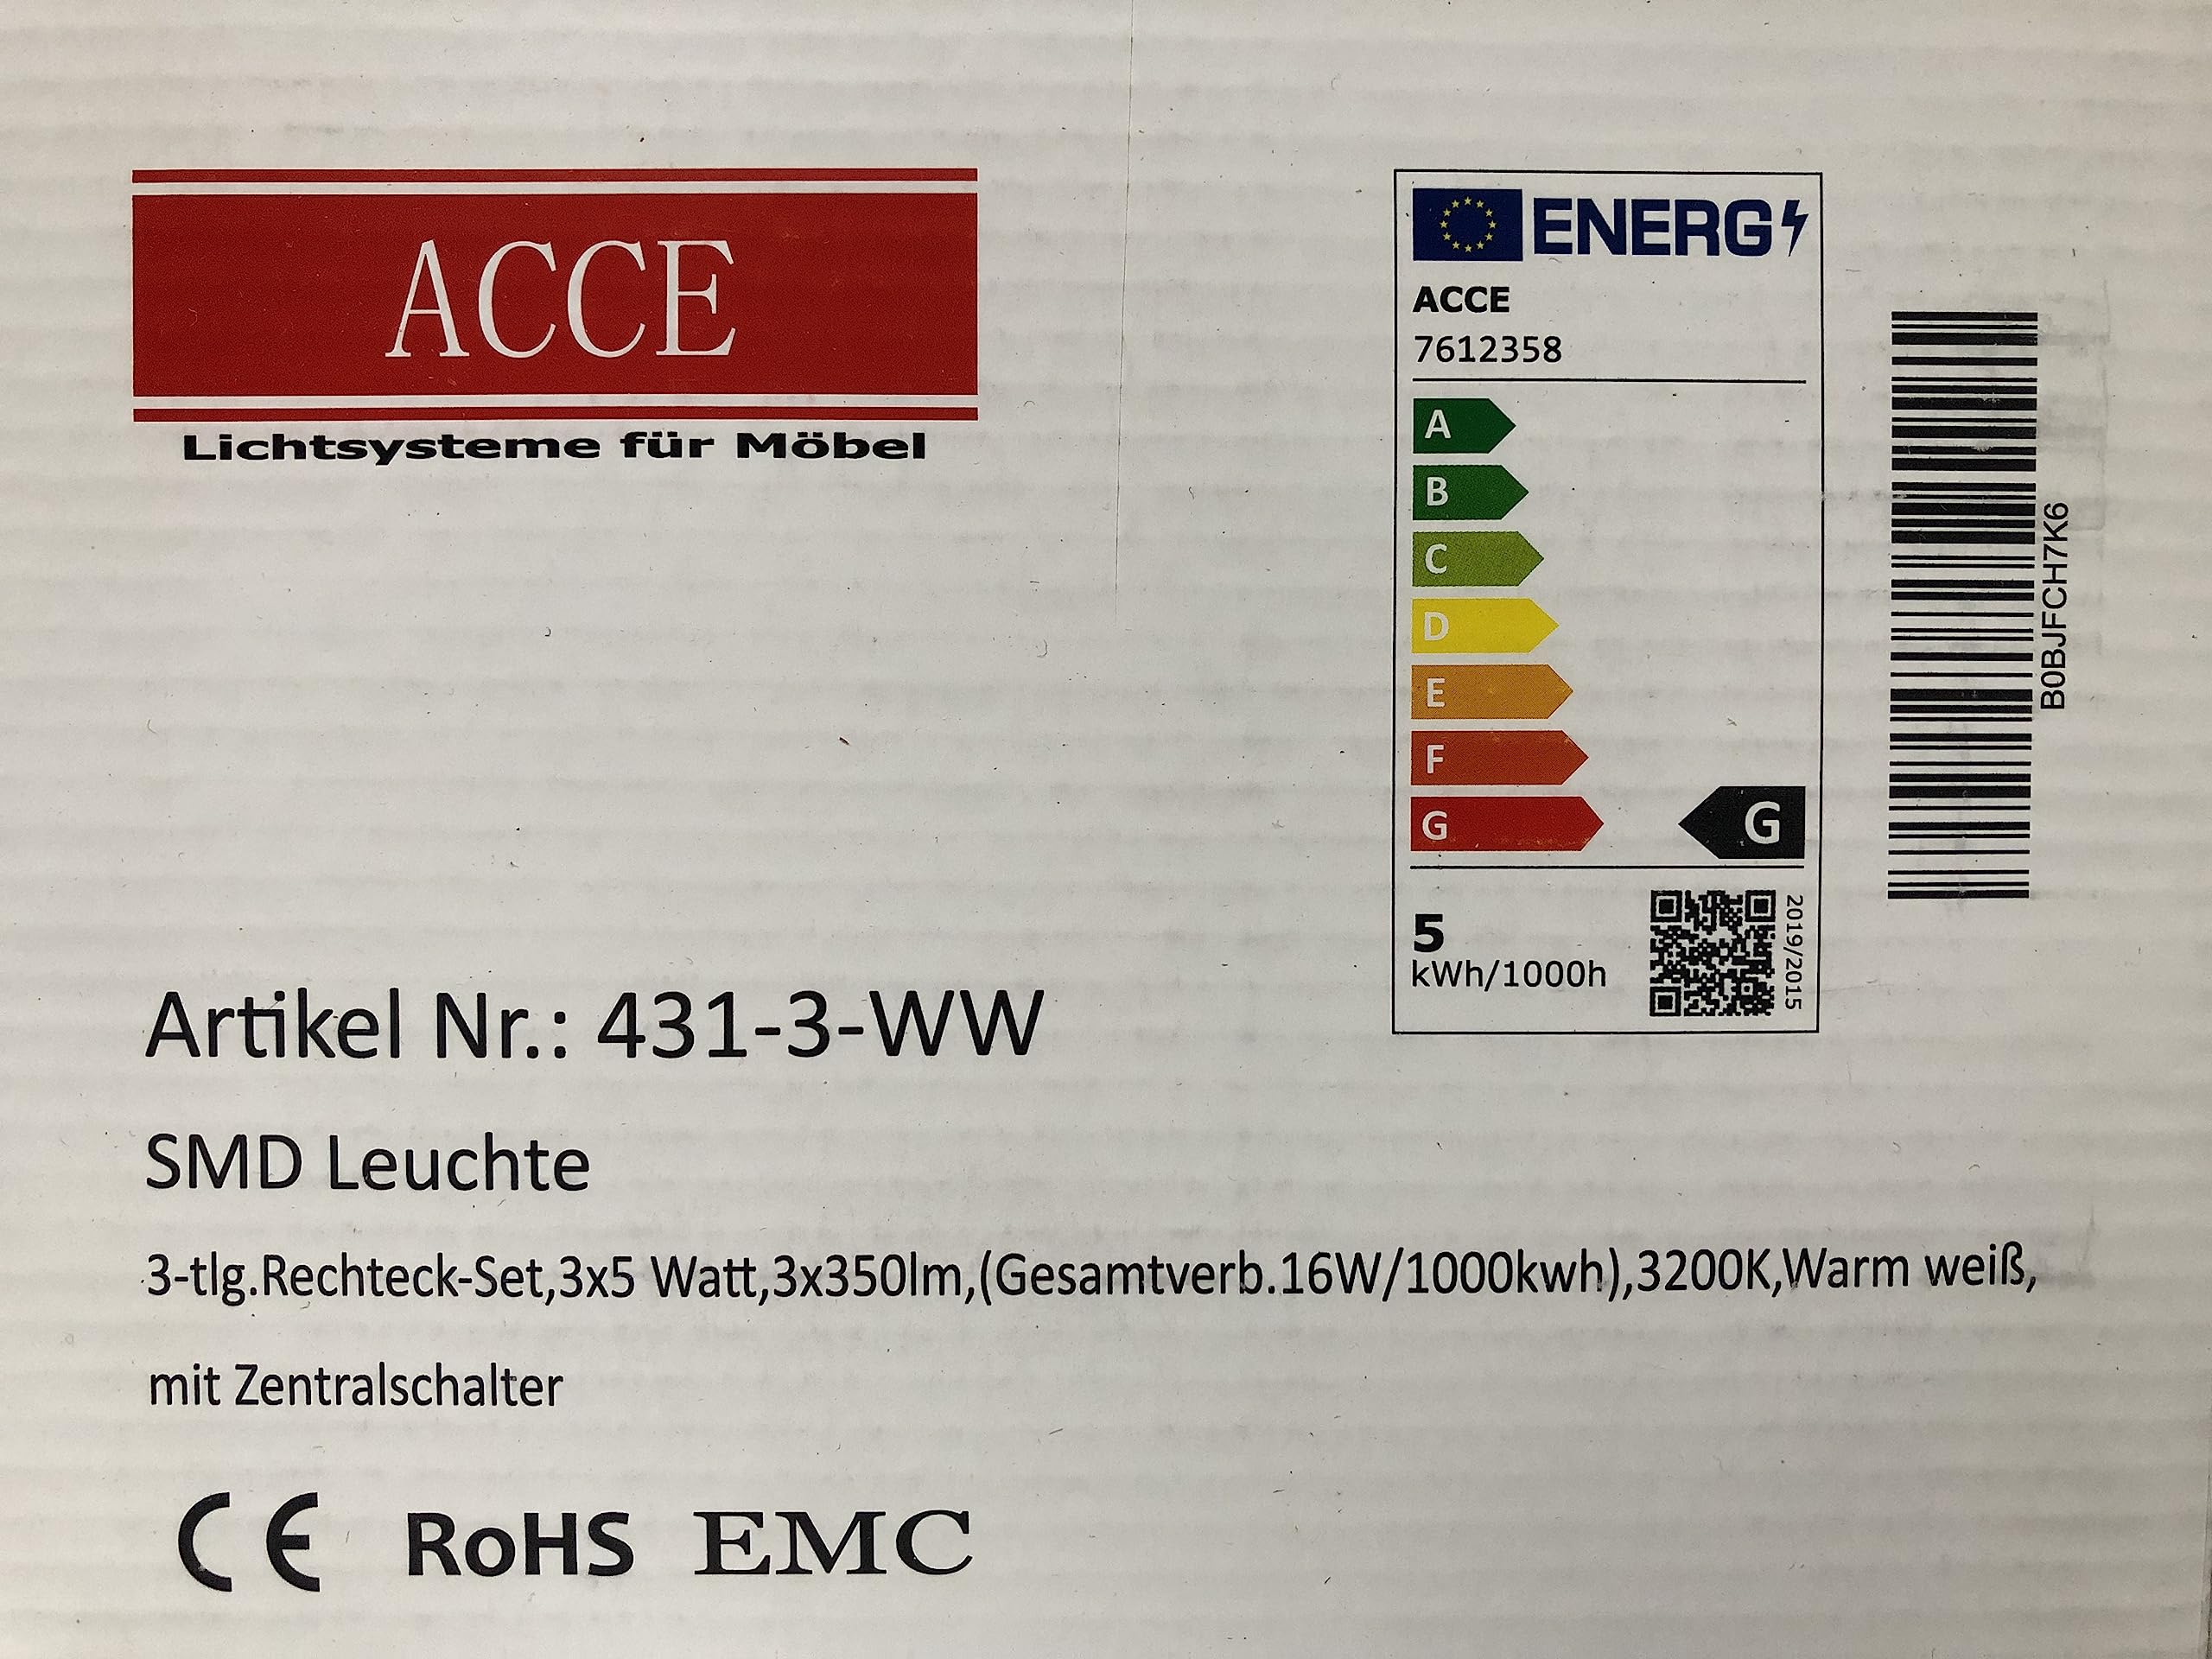 ACCE
Lichtsysteme für Möbel
ENERG
ACCE
7612358
A
B
C
D
E
F
G
G
5
kWh/1000h
2019/2015
B0BJFCH7K6
Artikel Nr.: 431-3-WW
SMD Leuchte
3-tlg.Rechteck-Set,3x5 Watt,3x350lm,(Gesamtverb.16W/1000kwh),3200K,Warm weiß,
mit Zentralschalter
CE RoHS EMC